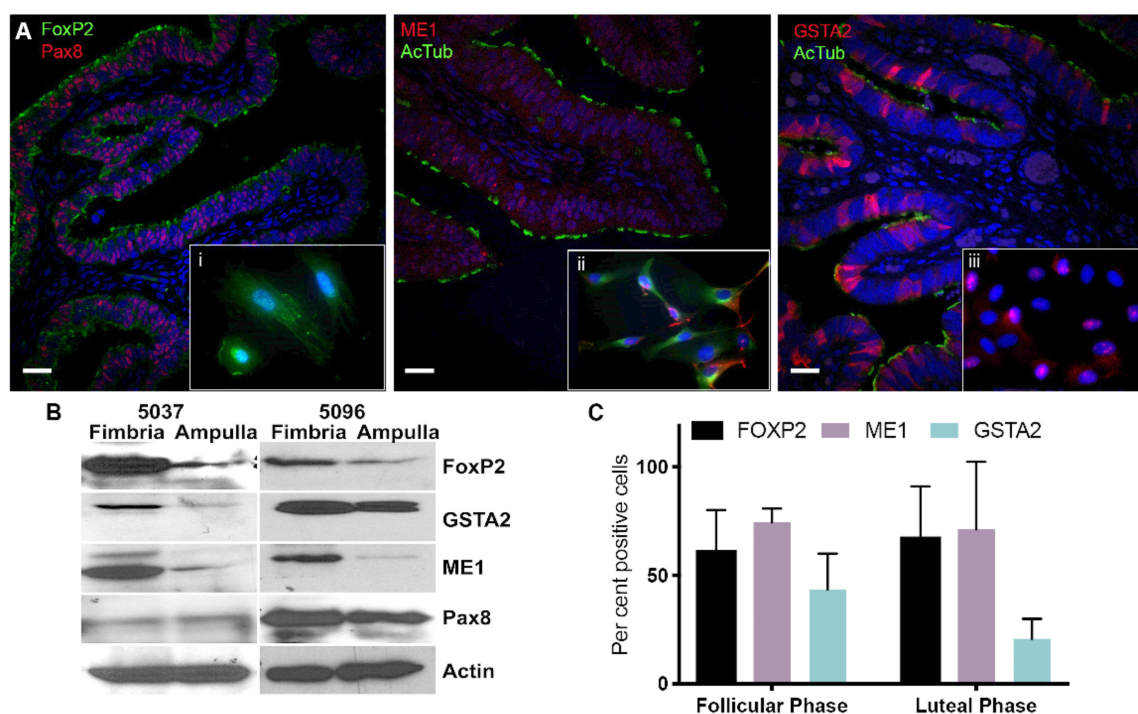 A FoxP2
Pax8
ME1
AcTub
GSTA2
AcTub
i
ii
iii
B 5037 5096
Fimbria Ampulla Fimbria Ampulla
FoxP2
GSTA2
ME1
Pax8
Actin
C FOXP2 ME1 GSTA2
Per cent positive cells
100
50
0
Follicular Phase Luteal Phase